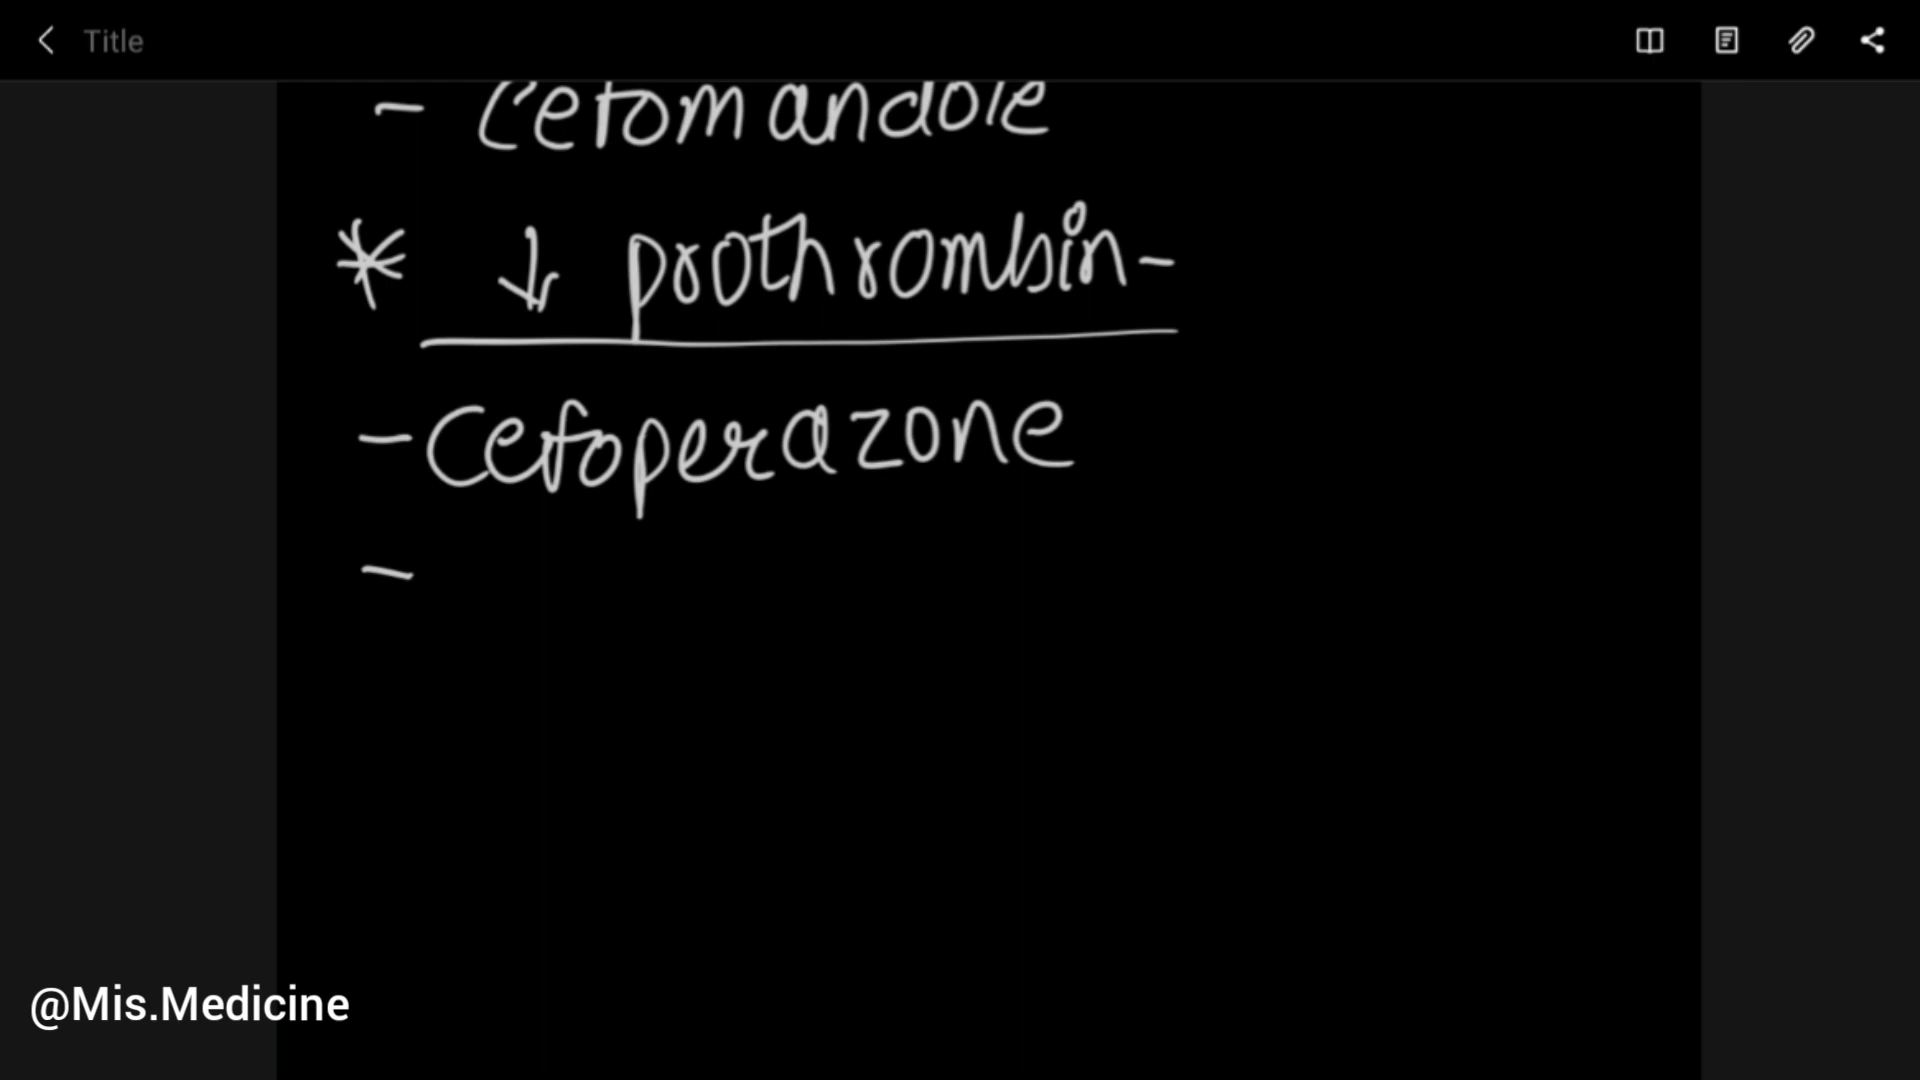 Title
- Cefomandole
* ↓ prothrombin-
- Cefoperazone
-
@Mis.Medicine